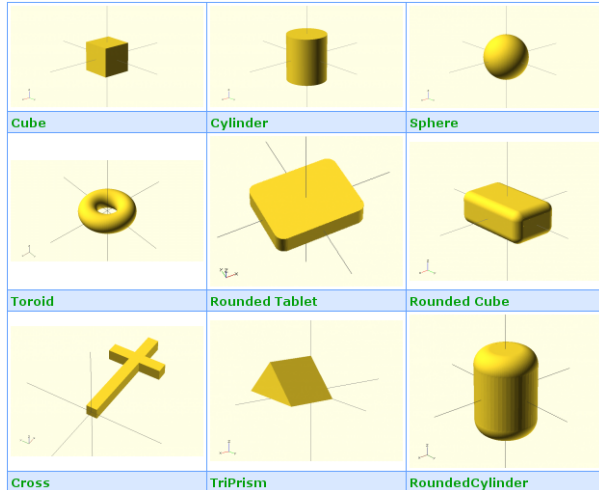 Cube
Cylinder
Sphere
Toroid
Rounded Tablet
Rounded Cube
Cross
TriPrism
RoundedCylinder